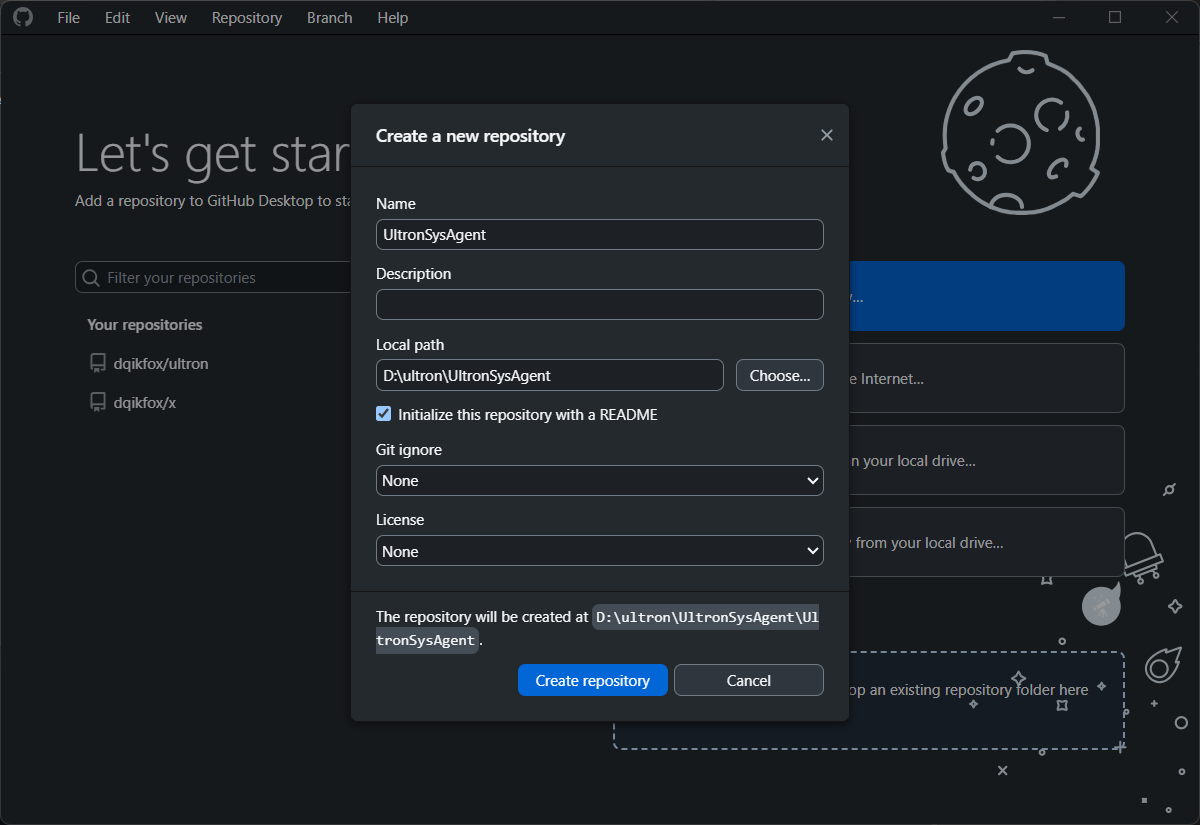 File Edit View Repository Branch Help
Let's get star
Add a repository to GitHub Desktop to sta
Filter your repositories
Your repositories
dqikfox/ultron
dqikfox/x
Create a new repository
Name
UltronSysAgent
Description
Local path
D:\ultron\UltronSysAgent
Choose...
Initialize this repository with a README
Git ignore
None
License
None
The repository will be created at D:\ultron\UltronSysAgent\Ul
tronSysAgent.
Create repository
Cancel
...
e Internet...
n your local drive...
from your local drive...
op an existing repository folder here